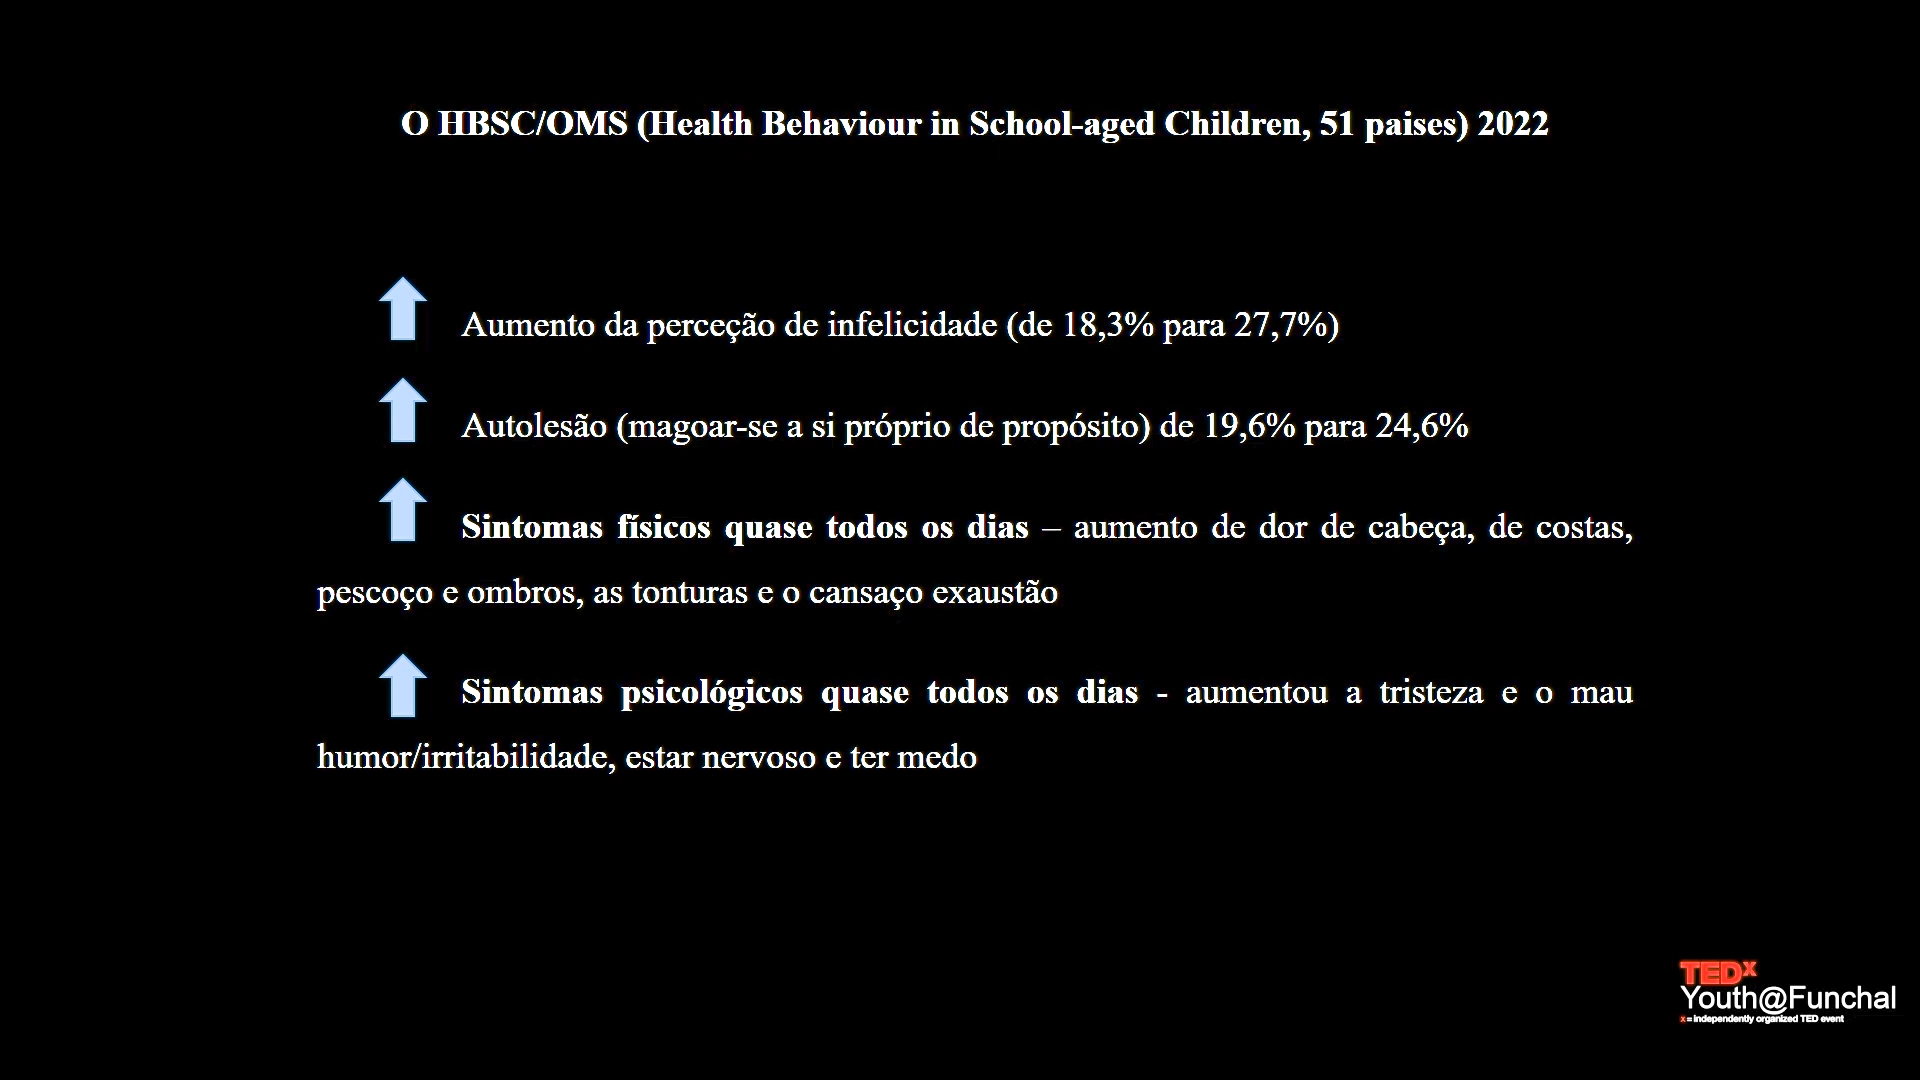 O HBSC/OMS (Health Behaviour in School-aged Children, 51 paises) 2022
Aumento da perceção de infelicidade (de 18,3% para 27,7%)
Autolesão (magoar-se a si próprio de propósito) de 19,6% para 24,6%
Sintomas físicos quase todos os dias – aumento de dor de cabeça, de costas,
pescoço e ombros, as tonturas e o cansaço exaustão
Sintomas psicológicos quase todos os dias - aumentou a tristeza e o mau
humor/irritabilidade, estar nervoso e ter medo
TEDx
Youth@Funchal
x = independently organized TED event